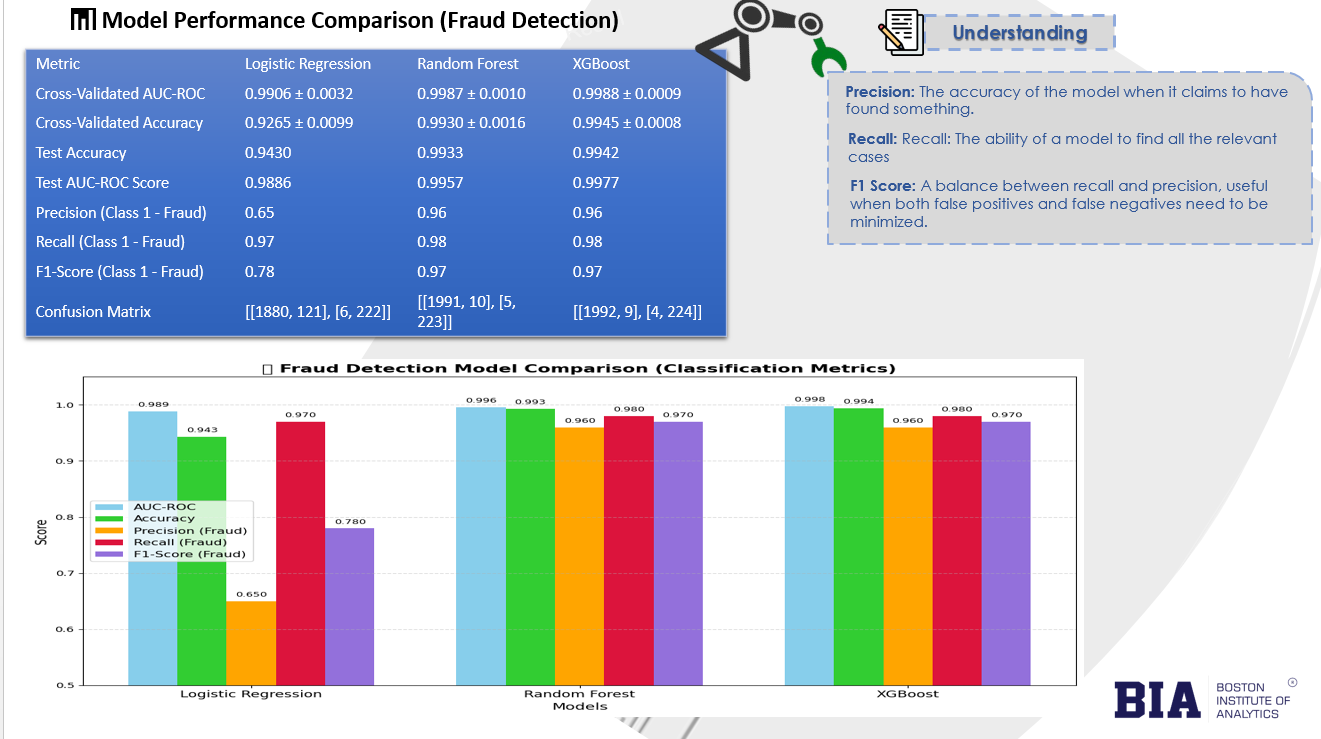 Model Performance Comparison (Fraud Detection)
Metric Logistic Regression Random Forest XGBoost
Cross-Validated AUC-ROC 0.9906 ± 0.0032 0.9987 ± 0.0010 0.9988 ± 0.0009
Cross-Validated Accuracy 0.9265 ± 0.0099 0.9930 ± 0.0016 0.9945 ± 0.0008
Test Accuracy 0.9430 0.9933 0.9942
Test AUC-ROC Score 0.9886 0.9957 0.9977
Precision (Class 1 - Fraud) 0.65 0.96 0.96
Recall (Class 1 - Fraud) 0.97 0.98 0.98
F1-Score (Class 1 - Fraud) 0.78 0.97 0.97
Confusion Matrix [[1880, 121], [6, 222]] [[1991, 10], [5, 223]] [[1992, 9], [4, 224]]
Understanding
Precision: The accuracy of the model when it claims to have
found something.
Recall: Recall: The ability of a model to find all the relevant
cases
F1 Score: A balance between recall and precision, useful
when both false positives and false negatives need to be
minimized.
Fraud Detection Model Comparison (Classification Metrics)
Score
1.0
0.9
0.8
0.7
0.6
0.5
0.989 0.943 0.650 0.970 0.780
0.996 0.993 0.960 0.980 0.970
0.998 0.994 0.960 0.980 0.970
AUC-ROC
Accuracy
Precision (Fraud)
Recall (Fraud)
F1-Score (Fraud)
Logistic Regression Random Forest XGBoost
Models
BIA
BOSTON
INSTITUTE OF
ANALYTICS